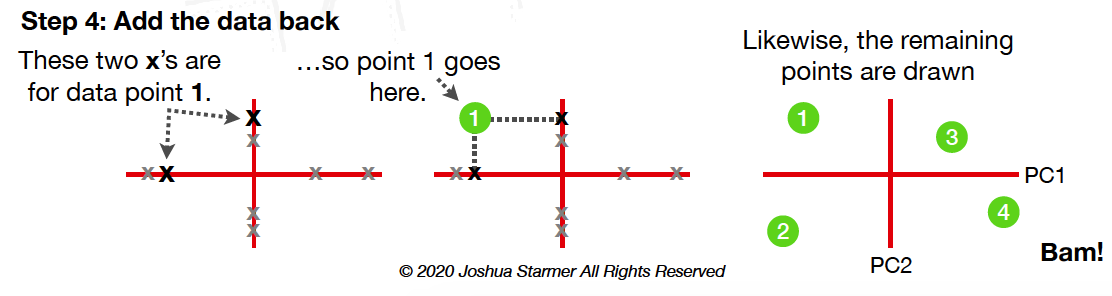 Step 4: Add the data back
These two x's are
for data point 1.
x
x
x
x
x
x
x
x
…so point 1 goes
here.
1
x
x
x
x
x
x
x
x
Likewise, the remaining
points are drawn
1
3
PC1
4
2
PC2
Bam!
© 2020 Joshua Starmer All Rights Reserved